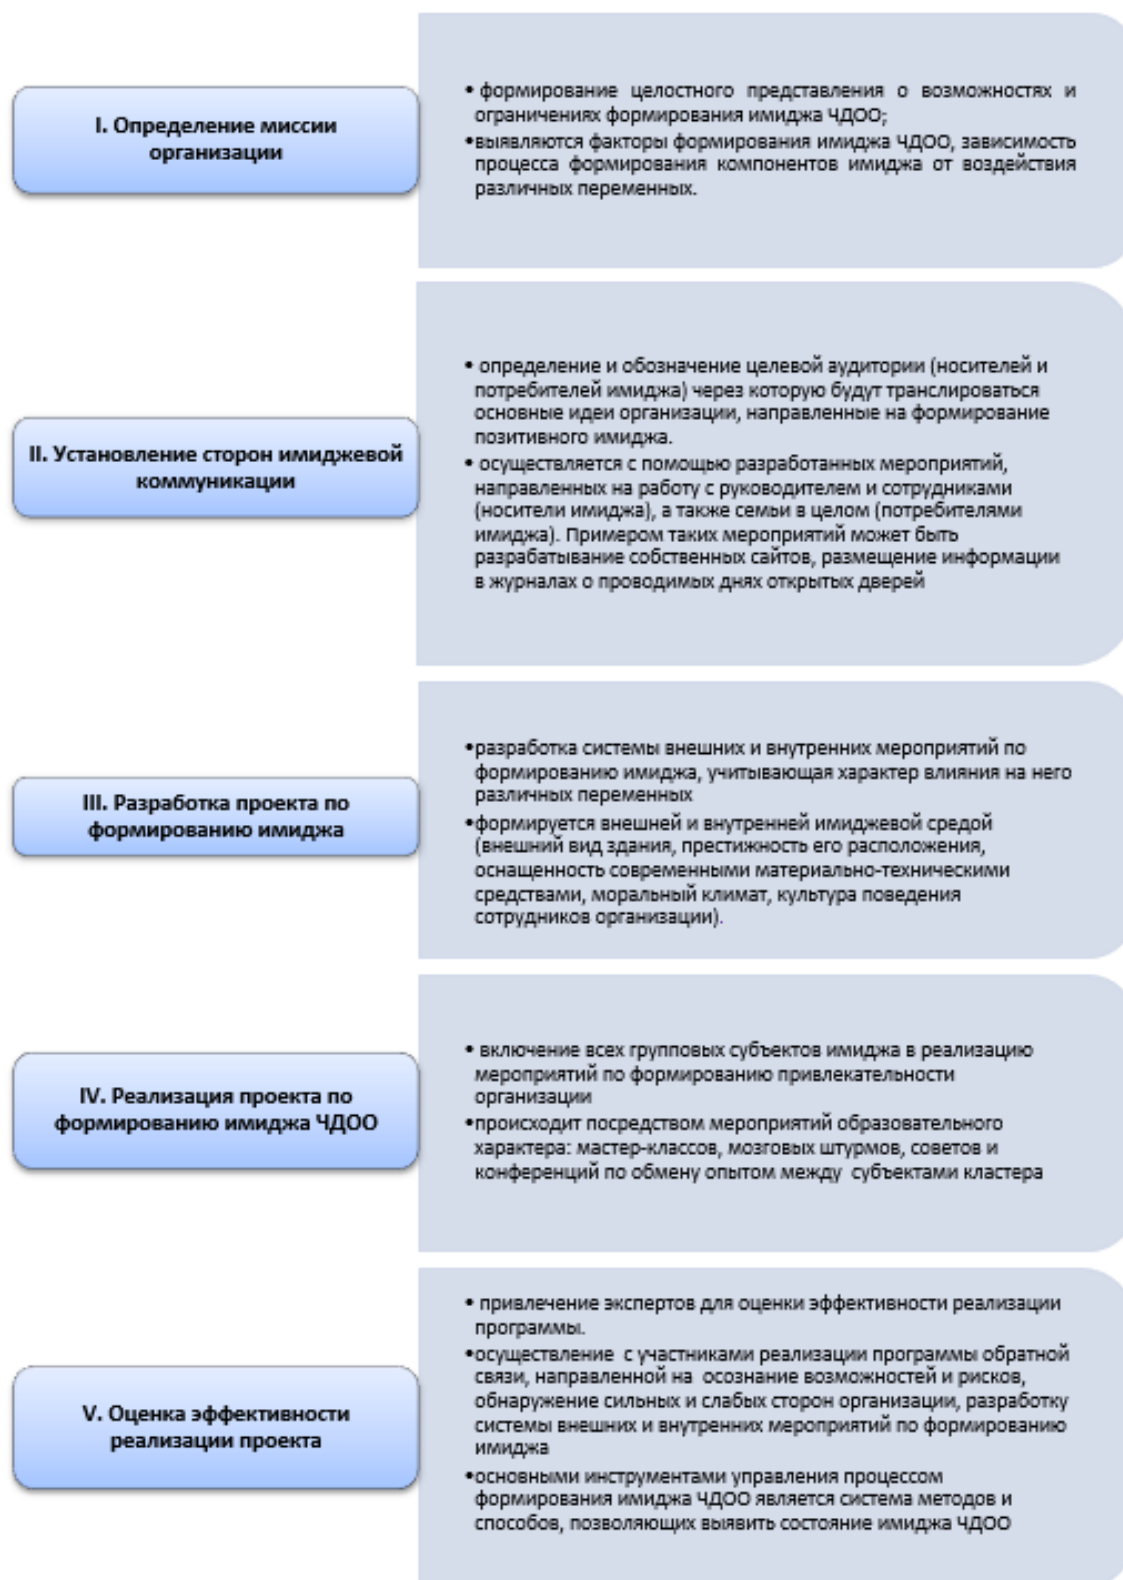 I. Определение миссии
организации
• формирование целостного представления о возможностях и
ограничениях формирования имиджа ЧДОО;
•выявляются факторы формирования имиджа ЧДОО, зависимость
процесса формирования компонентов имиджа от воздействия
различных переменных.
II. Установление сторон имиджевой
коммуникации
• определение и обозначение целевой аудитории (носителей и
потребителей имиджа) через которую будут транслироваться
основные идеи организации, направленные на формирование
позитивного имиджа.
• осуществляется с помощью разработанных мероприятий,
направленных на работу с руководителем и сотрудниками
(носители имиджа), а также семьи в целом (потребителями
имиджа). Примером таких мероприятий может быть
разрабатывание собственных сайтов, размещение информации
в журналах о проводимых днях открытых дверей
III. Разработка проекта по
формированию имиджа
•разработка системы внешних и внутренних мероприятий по
формированию имиджа, учитывающая характер влияния на него
различных переменных
•формируется внешней и внутренней имиджевой средой
(внешний вид здания, престижность его расположения,
оснащенность современными материально-техническими
средствами, моральный климат, культура поведения
сотрудников организации).
IV. Реализация проекта по
формированию имиджа ЧДОО
• включение всех групповых субъектов имиджа в реализацию
мероприятий по формированию привлекательности
организации
•происходит посредством мероприятий образовательного
характера: мастер-классов, мозговых штурмов, советов и
конференций по обмену опытом между субъектами кластера
V. Оценка эффективности
реализации проекта
• привлечение экспертов для оценки эффективности реализации
программы.
•осуществление с участниками реализации программы обратной
связи, направленной на осознание возможностей и рисков,
обнаружение сильных и слабых сторон организации, разработку
системы внешних и внутренних мероприятий по формированию
имиджа
•основными инструментами управления процессом
формирования имиджа ЧДОО является система методов и
способов, позволяющих выявить состояние имиджа ЧДОО